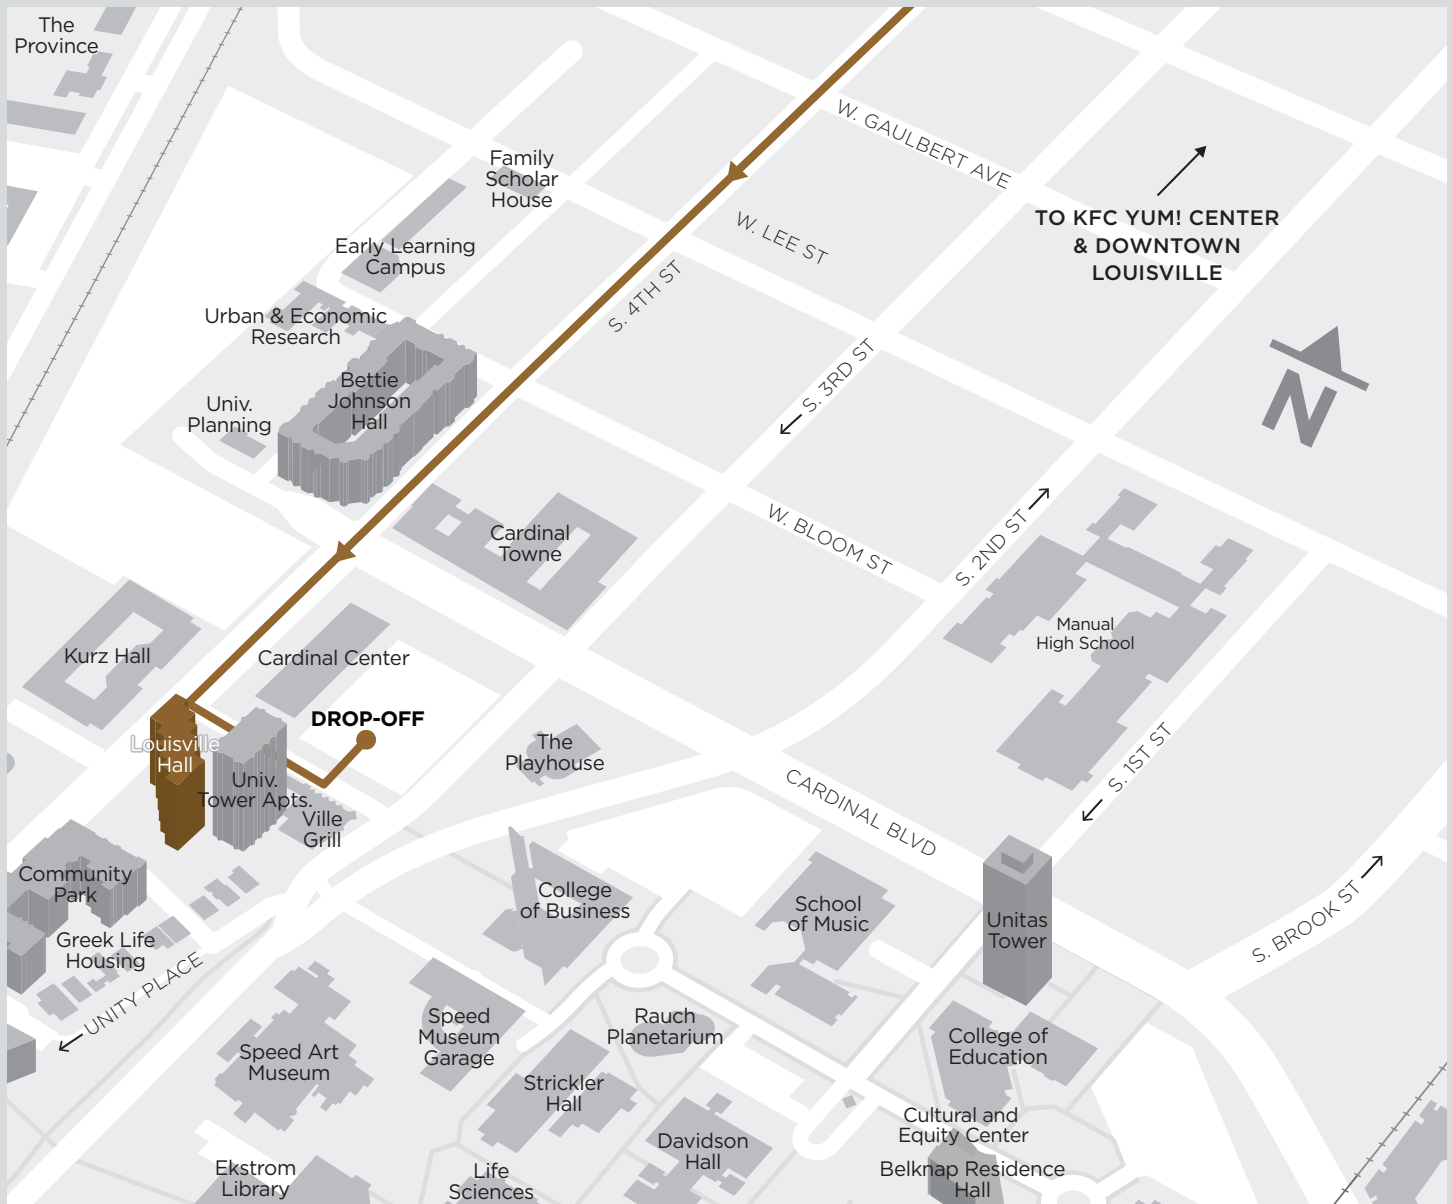 The
Province
Family
Scholar
House
W. GAULBERT AVE
W. LEE ST
TO KFC YUM! CENTER
& DOWNTOWN
LOUISVILLE
Early Learning
Campus
S. 4TH ST
Urban & Economic
Research
Bettie
Johnson
Hall
S. 3RD ST
Univ.
Planning
N
Cardinal
Towne
W. BLOOM ST
S. 2ND ST
Manual
High School
Kurz Hall
Cardinal Center
DROP-OFF
Louisville
Hall
The
Playhouse
Univ.
Tower Apts.
Ville
Grill
S. 1ST ST
CARDINAL BLVD
Community
Park
College
of Business
School
of Music
Unitas
Tower
S. BROOK ST
Greek Life
Housing
UNITY PLACE
Speed
Museum
Garage
Rauch
Planetarium
College of
Education
Speed Art
Museum
Strickler
Hall
Cultural and
Equity Center
Davidson
Hall
Ekstrom
Library
Life
Sciences
Belknap Residence
Hall